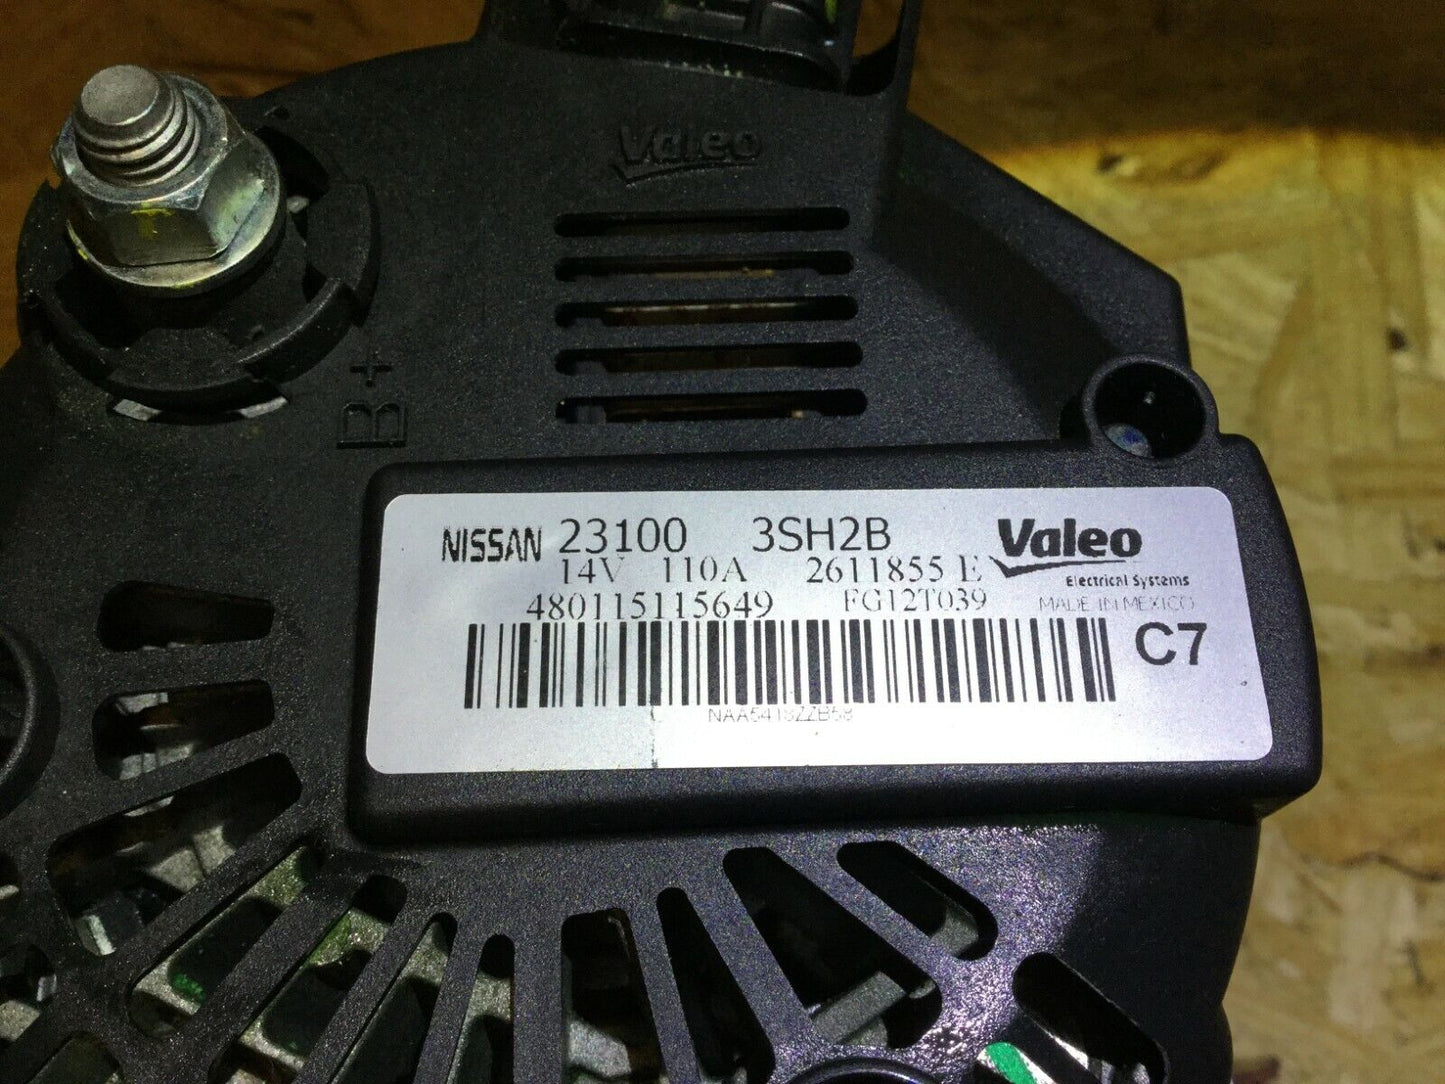 Valeo
B+
NISSAN 23100 3SH2B Valeo
14V 110A 2611855 E Electrical Systems
480115115649 FG12T039 MADE IN MEXICO
C7